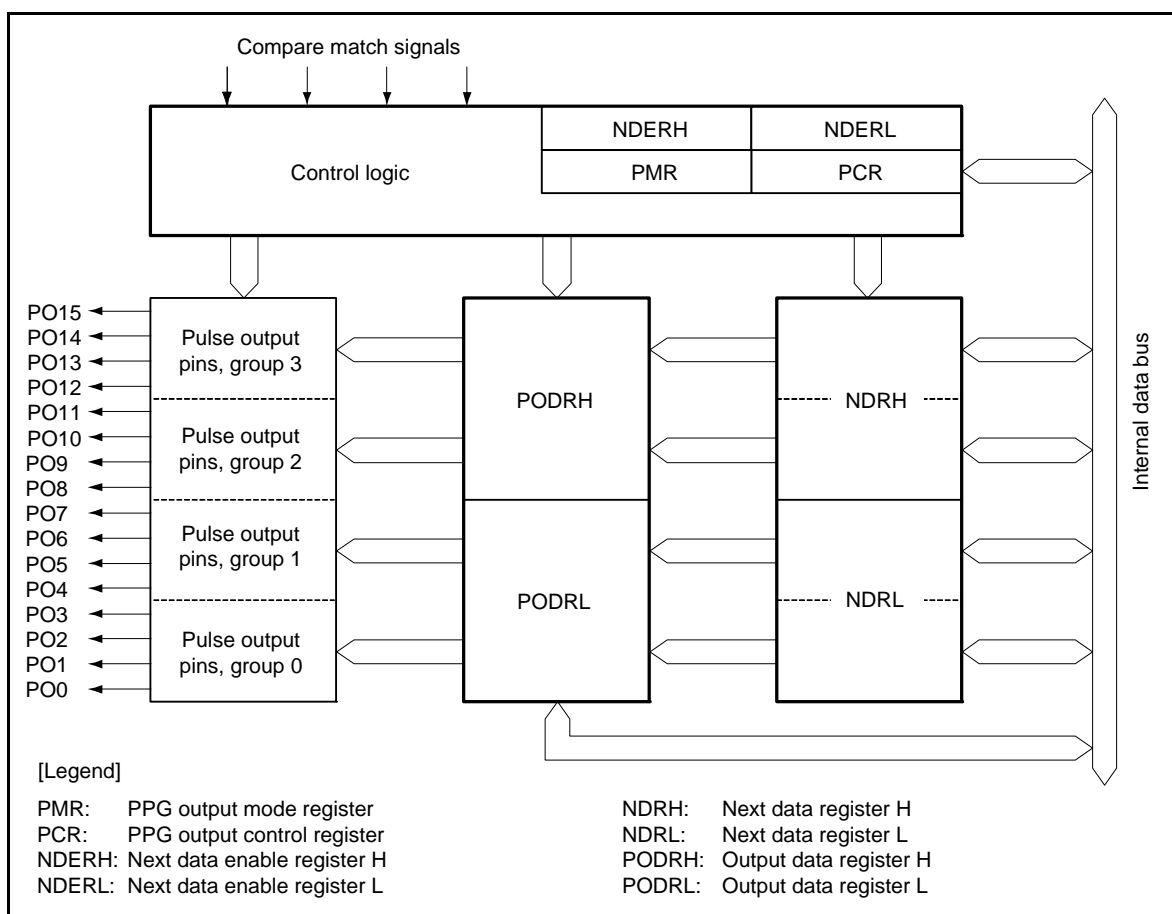 Compare match signals
NDERH NDERL
Control logic PMR PCR
PO15
PO14
PO13
PO12
PO11
PO10
PO9
PO8
PO7
PO6
PO5
PO4
PO3
PO2
PO1
PO0
Pulse output
pins, group 3
Pulse output
pins, group 2
Pulse output
pins, group 1
Pulse output
pins, group 0
PODRH
PODRL
NDRH
NDRL
Internal data bus
[Legend]
PMR: PPG output mode register
PCR: PPG output control register
NDERH: Next data enable register H
NDERL: Next data enable register L
NDRH: Next data register H
NDRL: Next data register L
PODRH: Output data register H
PODRL: Output data register L